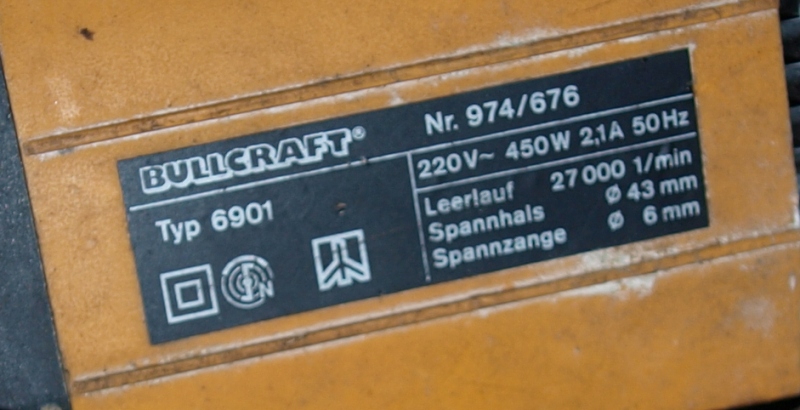 BULLCRAFT®
Nr. 974/676
Typ 6901
220V~ 450W 2,1A 50Hz
Leerlauf 27 000 1/min
Spannhals ø 43 mm
Spannzange ø 6 mm